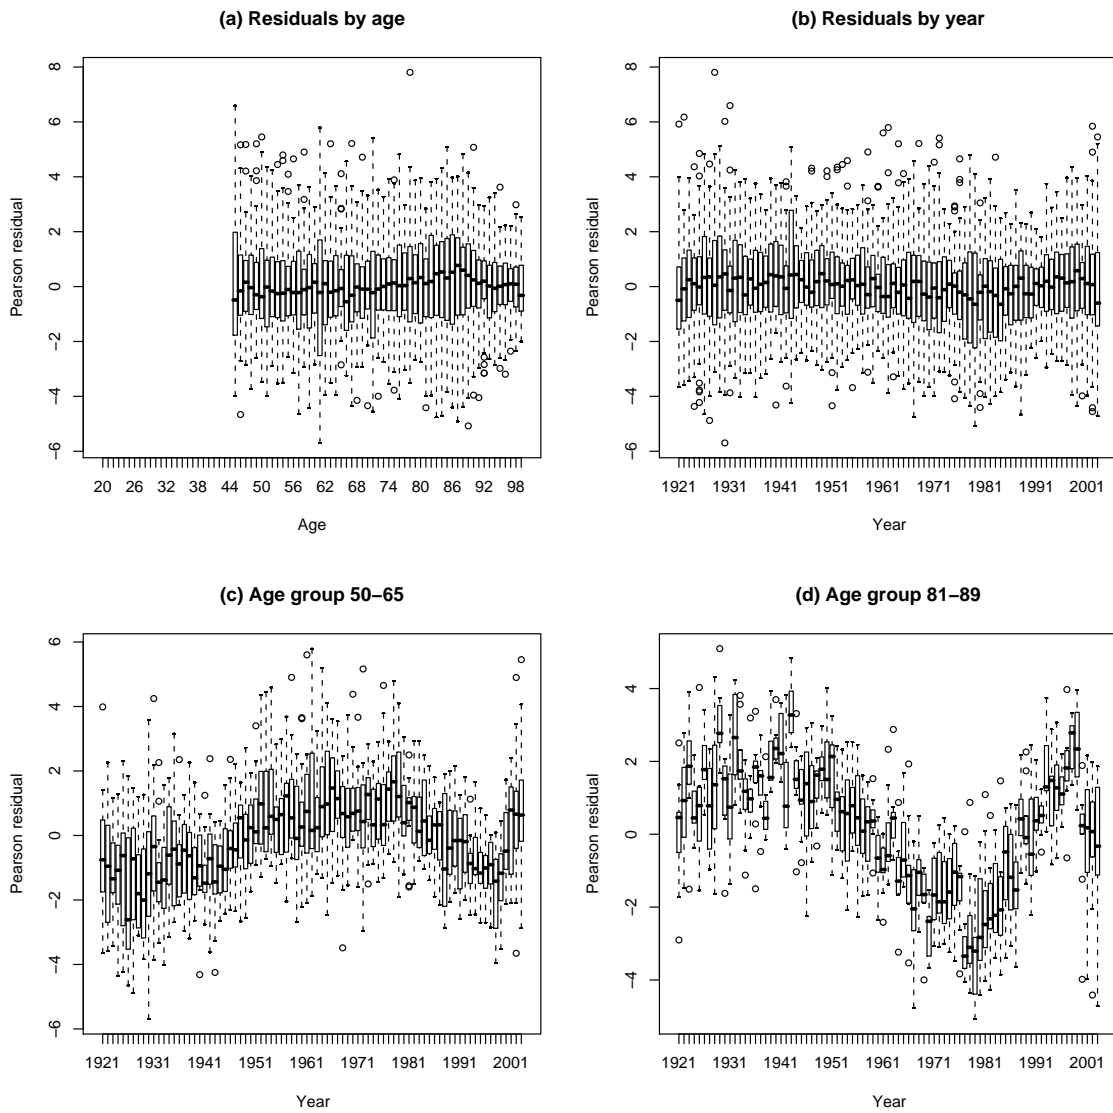 (a) Residuals by age
Pearson residual
8
6
4
2
0
−2
−4
−6
20 26 32 38 44 50 56 62 68 74 80 86 92 98
Age
(b) Residuals by year
Pearson residual
8
6
4
2
0
−2
−4
−6
1921 1931 1941 1951 1961 1971 1981 1991 2001
Year
(c) Age group 50−65
Pearson residual
6
4
2
0
−2
−4
−6
1921 1931 1941 1951 1961 1971 1981 1991 2001
Year
(d) Age group 81−89
Pearson residual
4
2
0
−2
−4
1921 1931 1941 1951 1961 1971 1981 1991 2001
Year